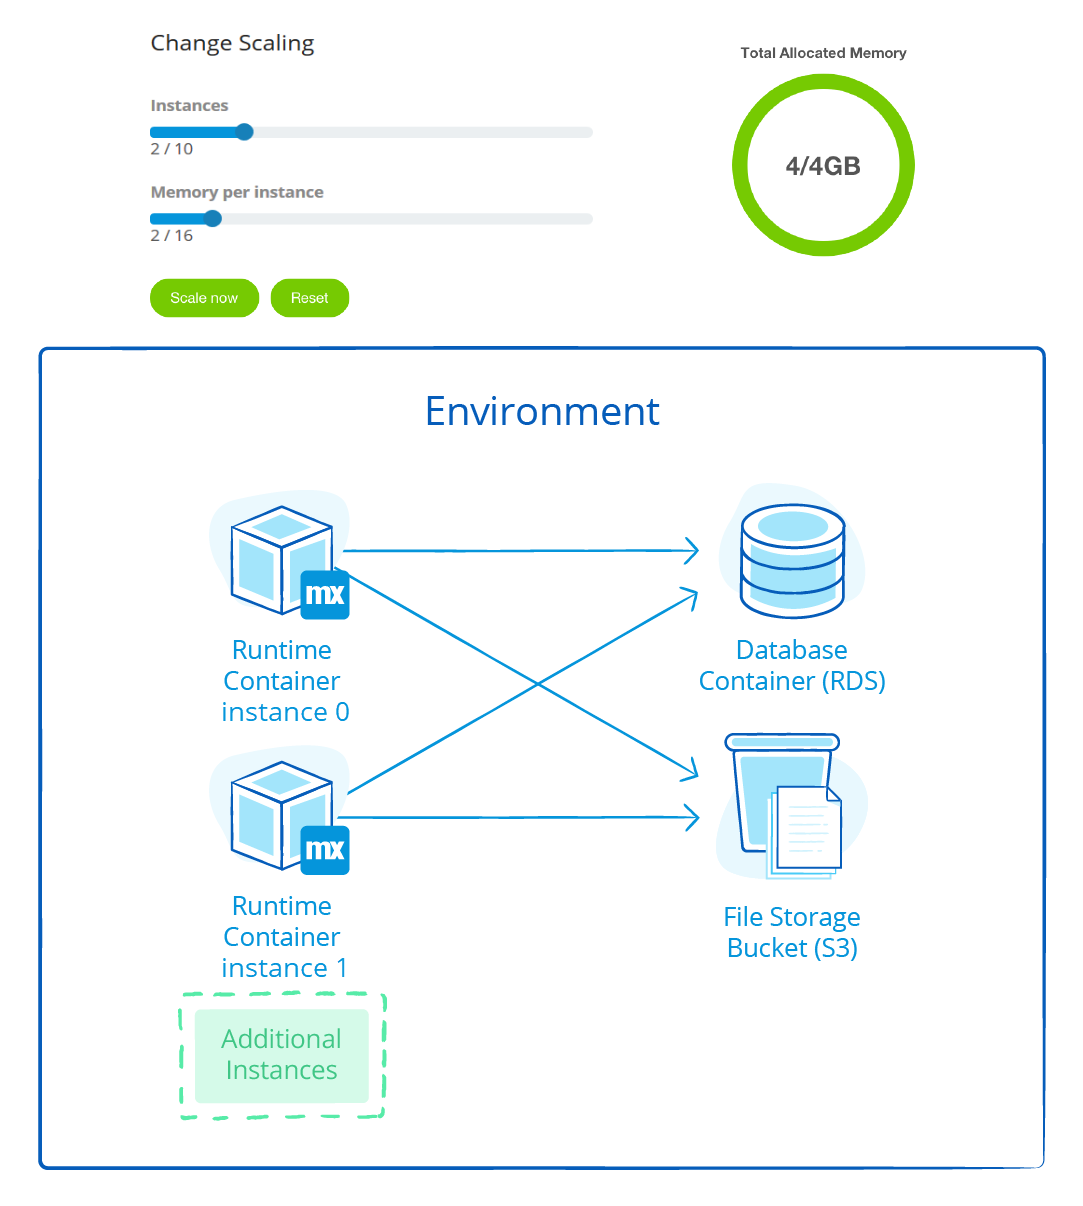 Change Scaling
Total Allocated Memory
Instances
2 / 10
4/4GB
Memory per instance
2 / 16
Scale now
Reset
Environment
mx
Runtime
Container
instance 0
Database
Container (RDS)
mx
Runtime
Container
instance 1
File Storage
Bucket (S3)
Additional
Instances